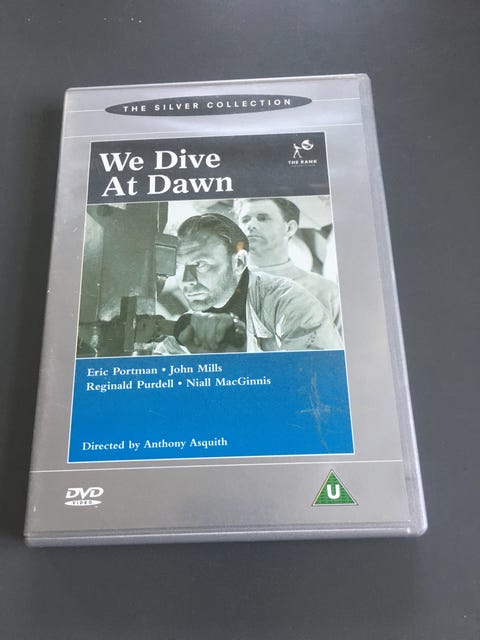 THE SILVER COLLECTION
We Dive
At Dawn
THE RANK
Eric Portman • John Mills
Reginald Purdell • Niall MacGinnis
Directed by Anthony Asquith
DVD
VIDEO
U